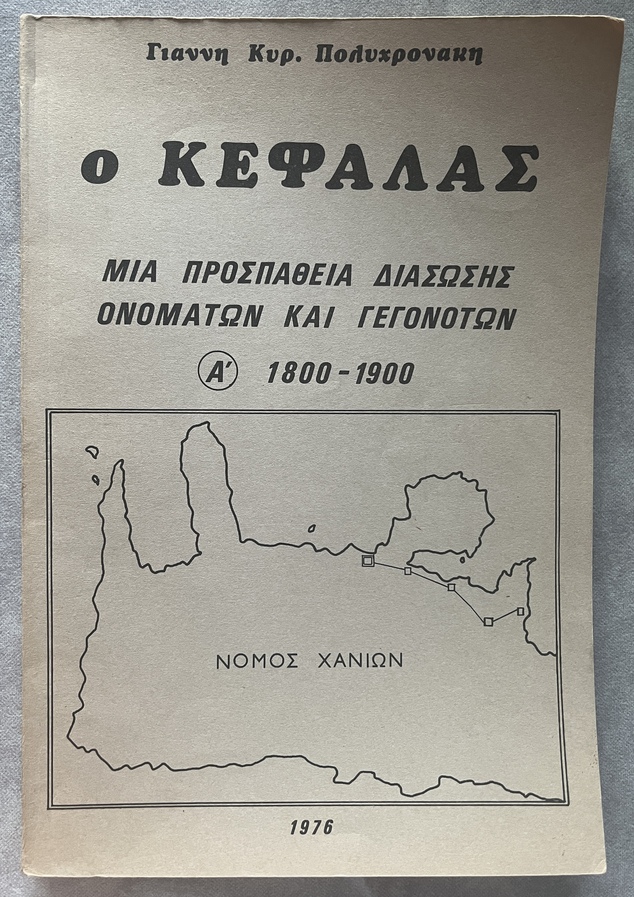 Γιαννη Κυρ. Πολυχρονακη
ο ΚΕΦΑΛΑΣ
ΜΙΑ ΠΡΟΣΠΑΘΕΙΑ ΔΙΑΣΩΣΗΣ
ΟΝΟΜΑΤΩΝ ΚΑΙ ΓΕΓΟΝΟΤΩΝ
Α΄ 1800-1900
ΝΟΜΟΣ ΧΑΝΙΩΝ
1976